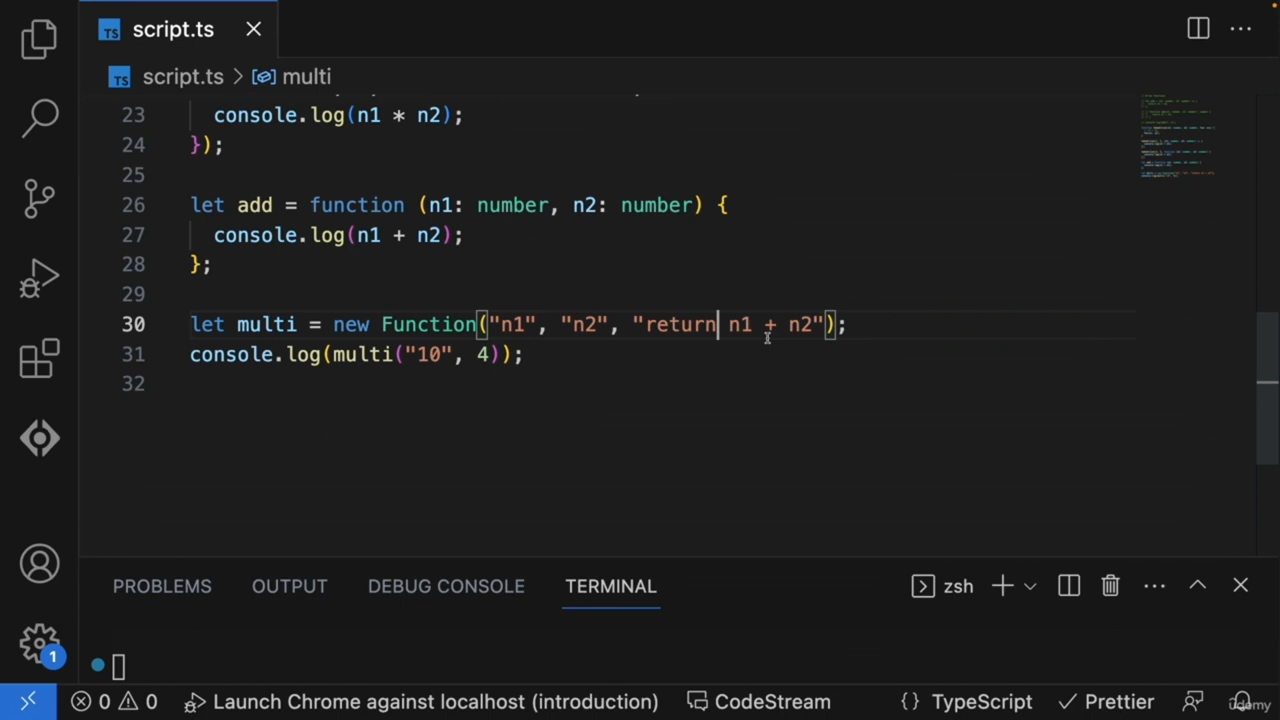 TS script.ts
TS script.ts > multi
23 console.log(n1 * n2);
24 });
25
26 let add = function (n1: number, n2: number) {
27 console.log(n1 + n2);
28 };
29
30 let multi = new Function("n1", "n2", "return n1 + n2");
31 console.log(multi("10", 4));
32
PROBLEMS OUTPUT DEBUG CONSOLE TERMINAL zsh
1
0 0 Launch Chrome against localhost (introduction) CodeStream {} TypeScript Prettier
ûdemy